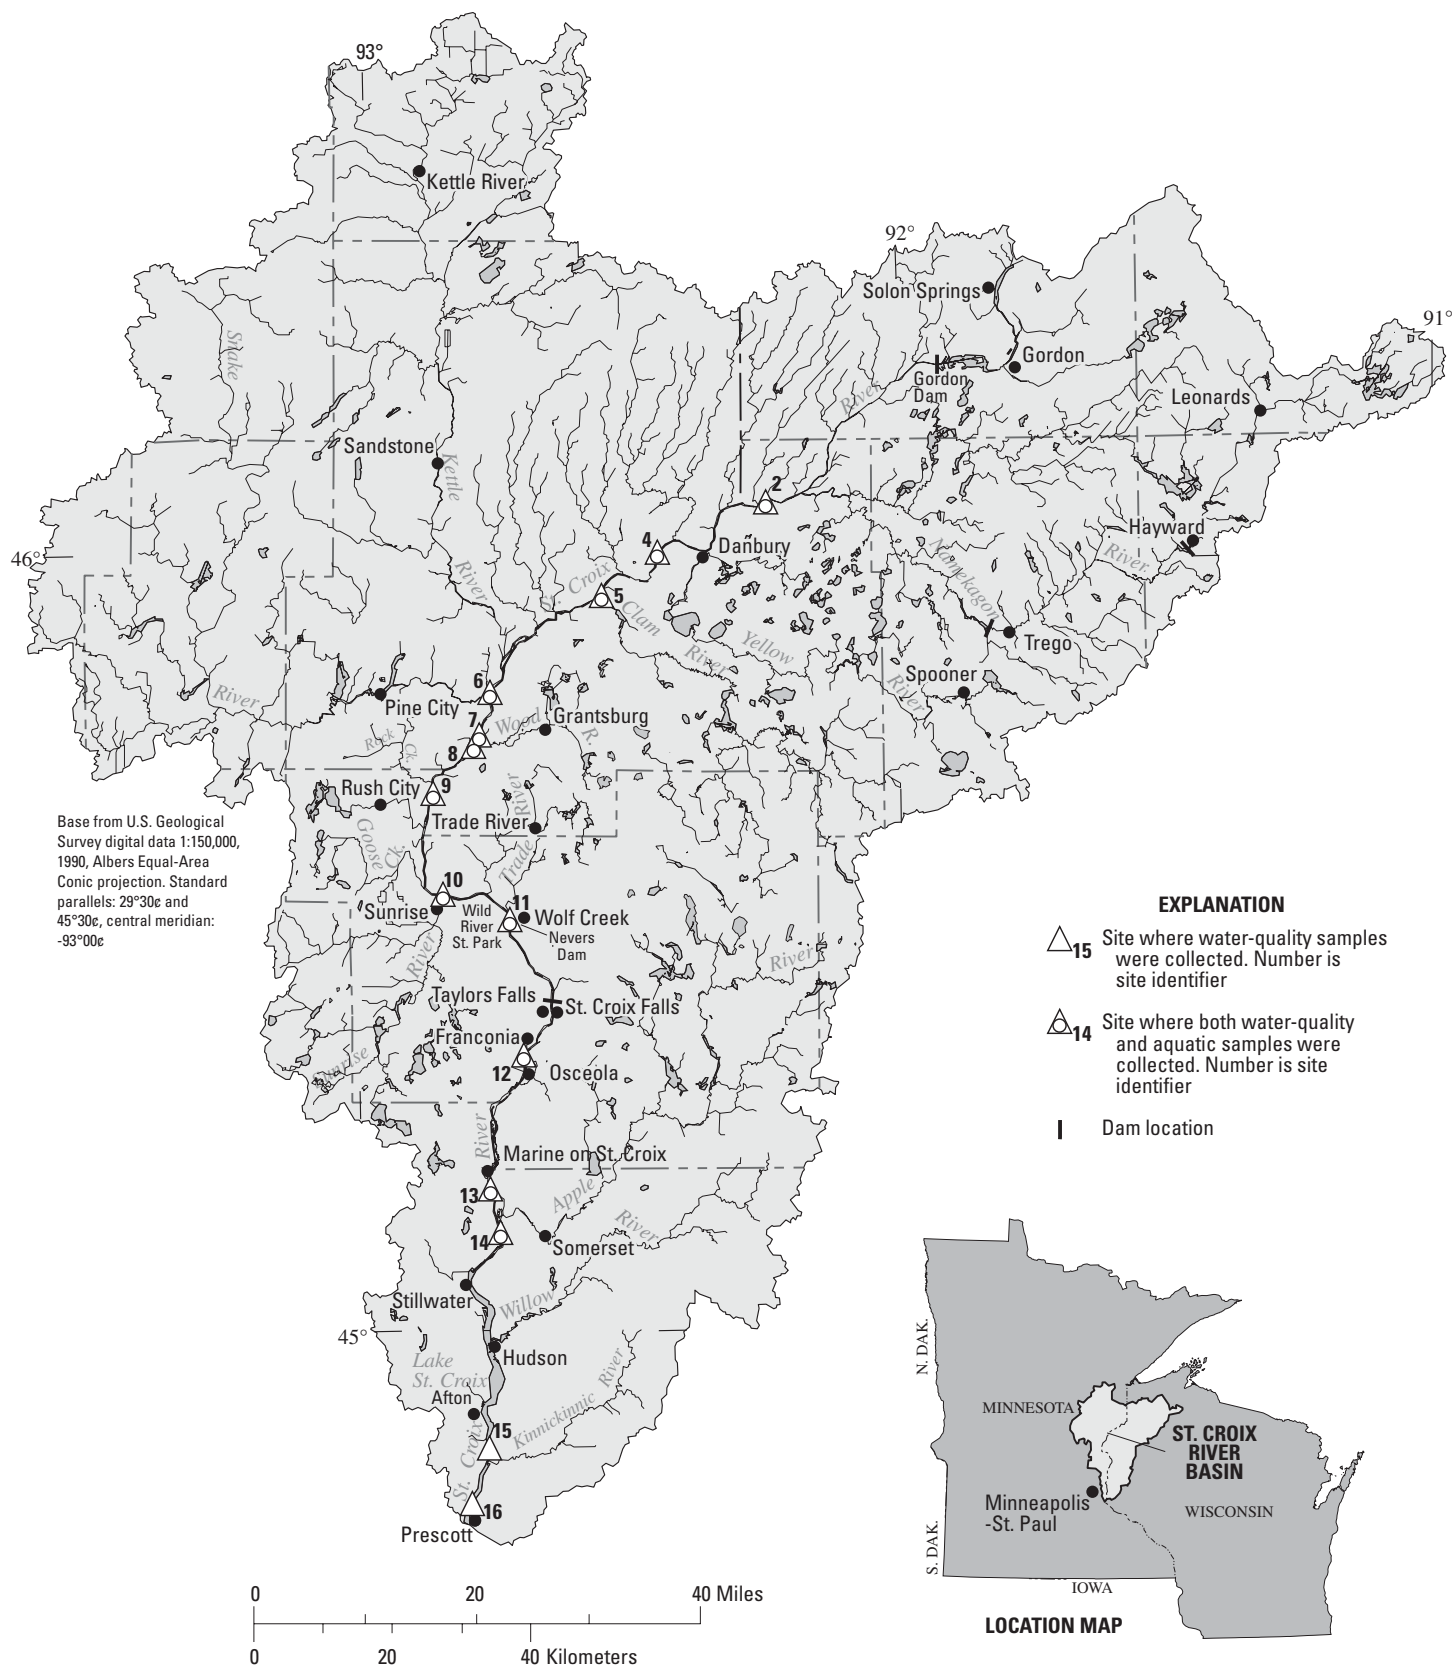 93°
Kettle River
92°
Solon Springs
91°
Gordon
Gordon
Dam
River
Leonards
Snake
Sandstone
Kettle
2
Hayward
4
Danbury
Namekagon
River
46°
River
St. Croix
5
Clam
River
Yellow
Trego
Spooner
River
6
River
Pine City
7
Wood
Grantsburg
R.
Rock
Ck.
8
Rush City
9
River
Trade River
Trade
Goose
Ck.
Base from U.S. Geological
Survey digital data 1:150,000,
1990, Albers Equal-Area
Conic projection. Standard
parallels: 29°30¢ and
45°30¢, central meridian:
-93°00¢
10
Sunrise
Wild
River
St. Park
11
Wolf Creek
Nevers
Dam
River
River
Taylors Falls
St. Croix Falls
Franconia
Sunrise
12
Osceola
River
Marine on St. Croix
13
Apple
River
14
Somerset
Stillwater
Willow
45°
Hudson
Lake
St. Croix
Afton
15
Kinnickinnic River
St. Croix
16
Prescott
EXPLANATION
15 Site where water-quality samples
were collected. Number is
site identifier
14 Site where both water-quality
and aquatic samples were
collected. Number is site
identifier
Dam location
N. DAK.
MINNESOTA
ST. CROIX
RIVER
BASIN
Minneapolis
-St. Paul
WISCONSIN
S. DAK.
IOWA
LOCATION MAP
0 20 40 Miles
0 20 40 Kilometers